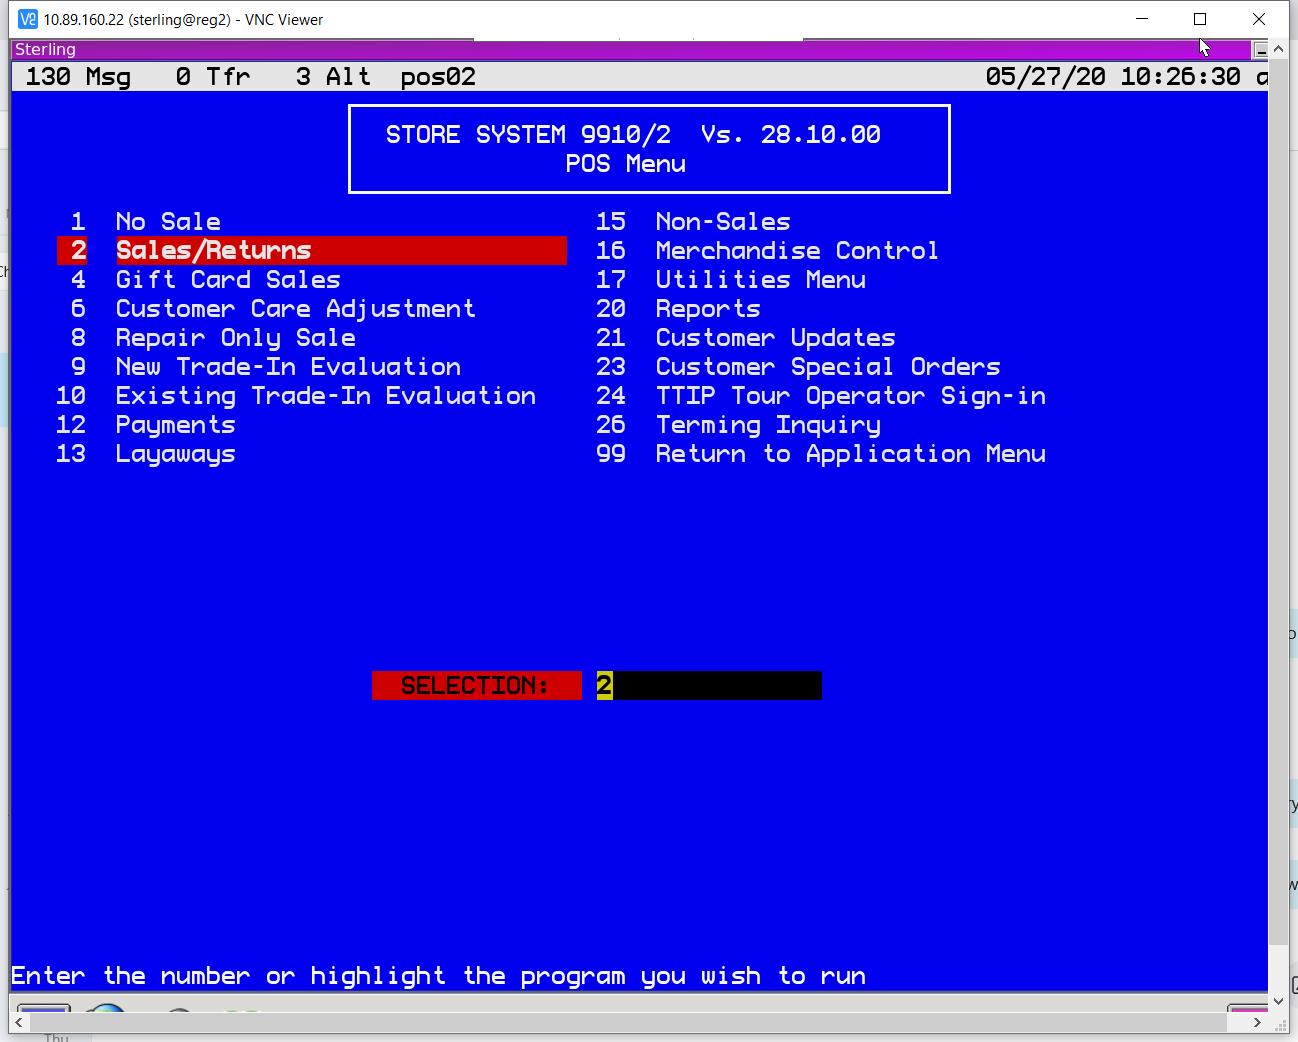 10.89.160.22 (sterling@reg2) - VNC Viewer
Sterling
130 Msg 0 Tfr 3 Alt pos02 05/27/20 10:26:30 a
STORE SYSTEM 9910/2 Vs. 28.10.00
POS Menu
1 No Sale
2 Sales/Returns
4 Gift Card Sales
6 Customer Care Adjustment
8 Repair Only Sale
9 New Trade-In Evaluation
10 Existing Trade-In Evaluation
12 Payments
13 Layaways
15 Non-Sales
16 Merchandise Control
17 Utilities Menu
20 Reports
21 Customer Updates
23 Customer Special Orders
24 TTIP Tour Operator Sign-in
26 Terming Inquiry
99 Return to Application Menu
SELECTION: 2
Enter the number or highlight the program you wish to run
Thu